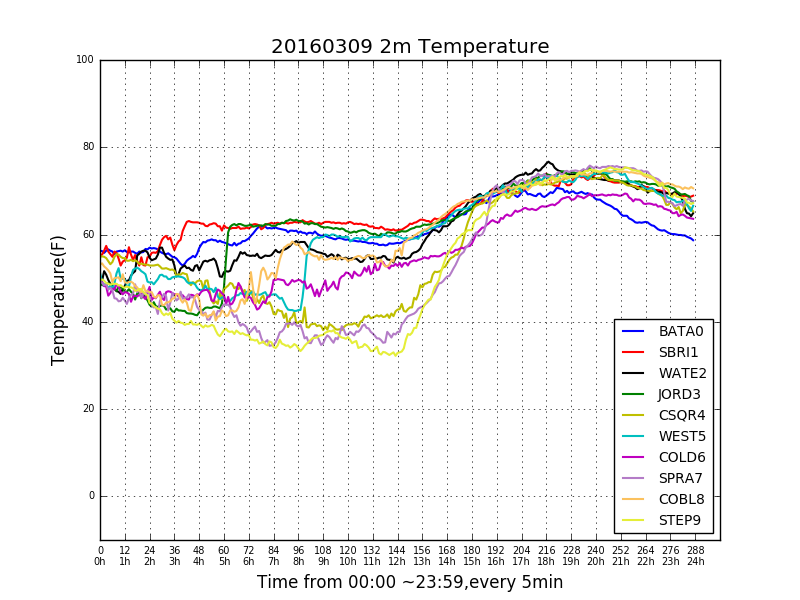 20160309 2m Temperature
Temperature(F)
100
80
60
40
20
0
BATA0
SBRI1
WATE2
JORD3
CSQR4
WEST5
COLD6
SPRA7
COBL8
STEP9
0 12 24 36 48 60 72 84 96 108 120 132 144 156 168 180 192 204 216 228 240 252 264 276 288
0h 1h 2h 3h 4h 5h 6h 7h 8h 9h 10h 11h 12h 13h 14h 15h 16h 17h 18h 19h 20h 21h 22h 23h 24h
Time from 00:00 ~23:59,every 5min